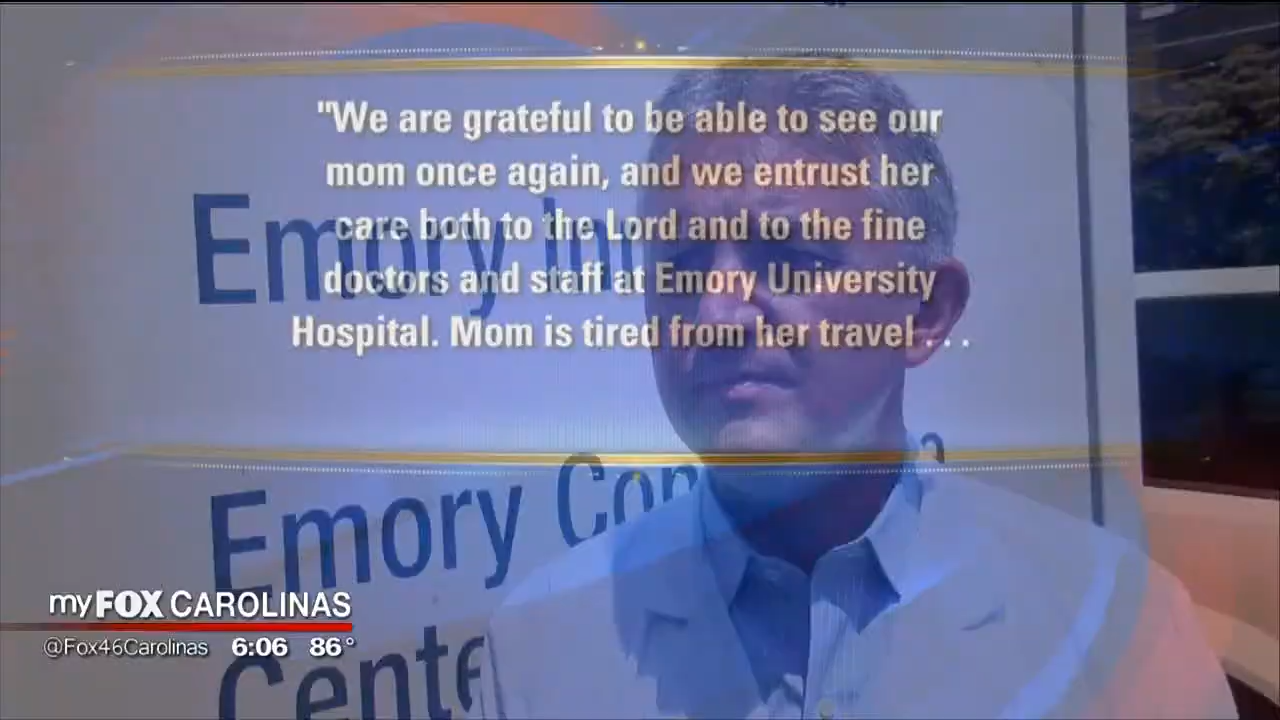 "We are grateful to be able to see our
mom once again, and we entrust her
care both to the Lord and to the fine
doctors and staff at Emory University
Hospital. Mom is tired from her travel . . .
Emory
Emory
my FOX CAROLINAS
@Fox46Carolinas 6:06 86°